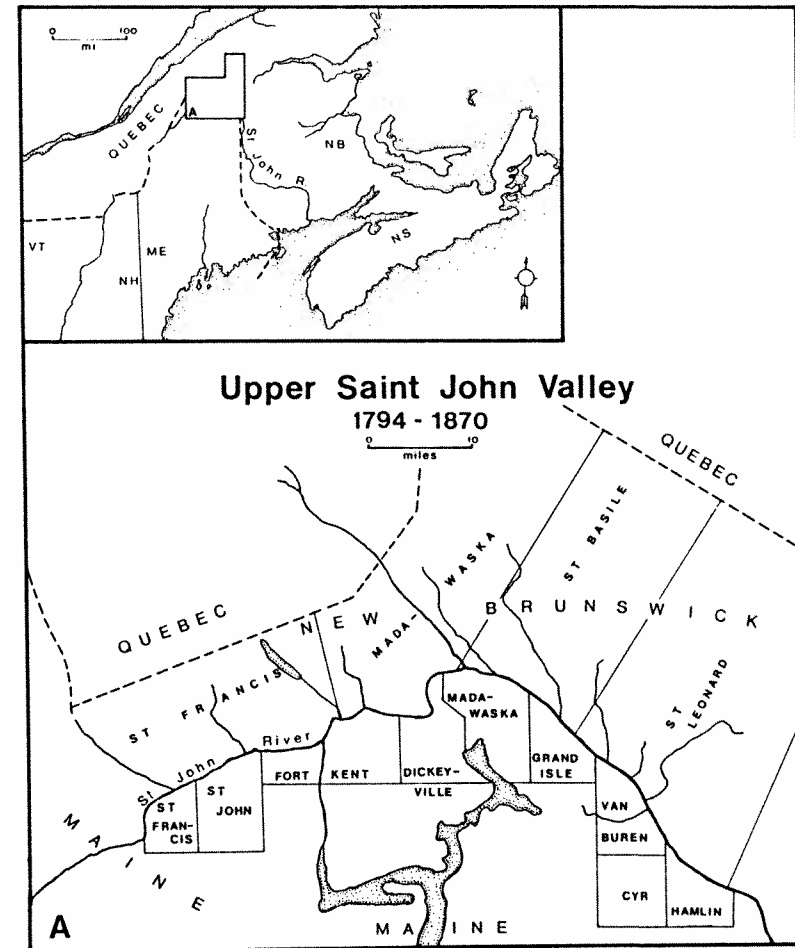 0 100
mi
QUEBEC
A
St John R
NB
VT
ME
NH
NS
N
Upper Saint John Valley
1794 - 1870
0 10
miles
QUEBEC
ST BASILE
MADA-
WASKA
NEW
BRUNSWICK
QUEBEC
ST FRANCIS
ST
LEONARD
St John River
MADA-
WASKA
GRAND
ISLE
FORT KENT
DICKEY-
VILLE
ST
FRAN-
CIS
ST
JOHN
VAN
BUREN
MAINE
CYR
HAMLIN
A
MAINE